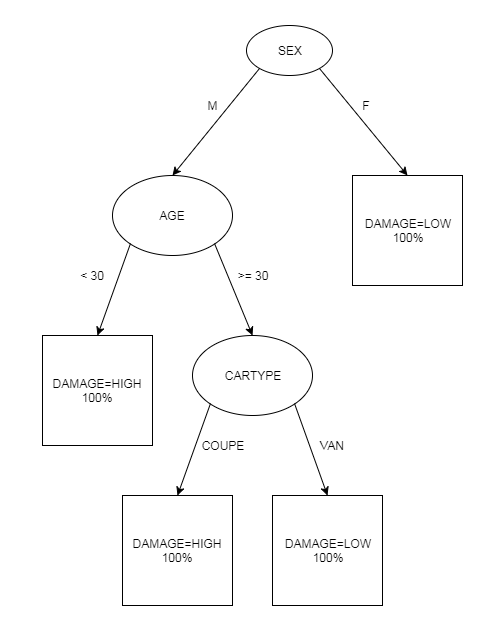 SEX
M
F
AGE
DAMAGE=LOW
100%
< 30
>= 30
DAMAGE=HIGH
100%
CARTYPE
COUPE
VAN
DAMAGE=HIGH
100%
DAMAGE=LOW
100%